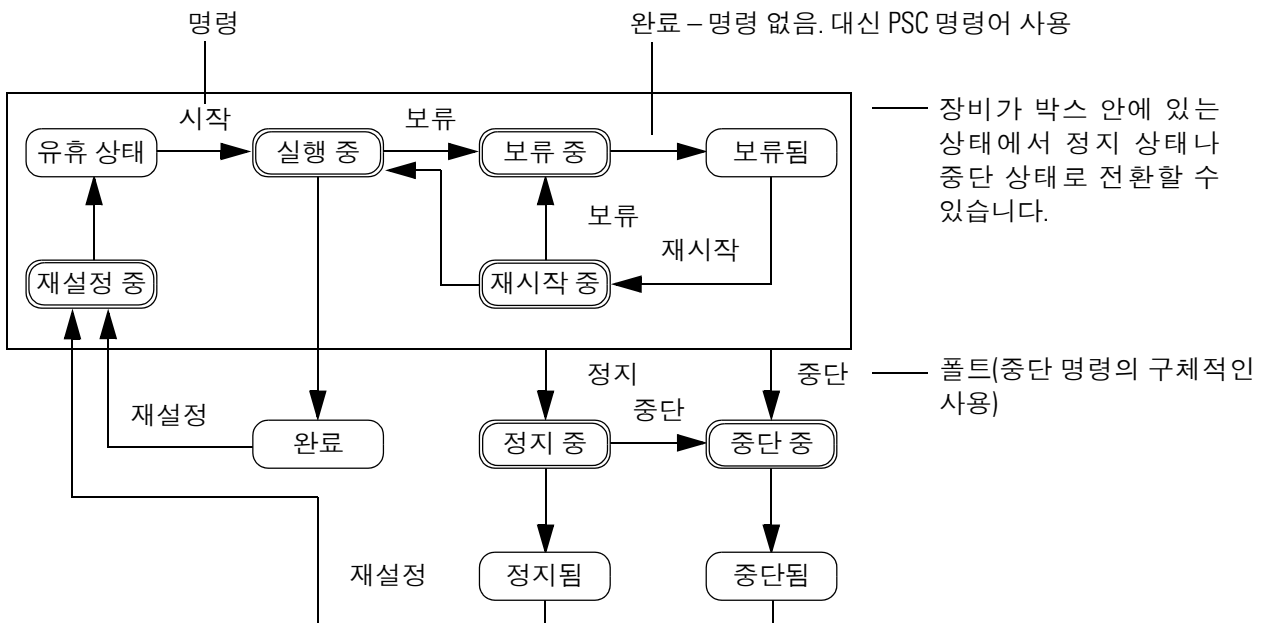 명령
완료 – 명령 없음. 대신 PSC 명령어 사용
시작
보류
유휴 상태
실행 중
보류 중
보류됨
장비가 박스 안에 있는
상태에서 정지 상태나
중단 상태로 전환할 수
있습니다.
보류
재시작
재설정 중
재시작 중
정지
중단
폴트(중단 명령의 구체적인
사용)
재설정
중단
완료
정지 중
중단 중
재설정
정지됨
중단됨